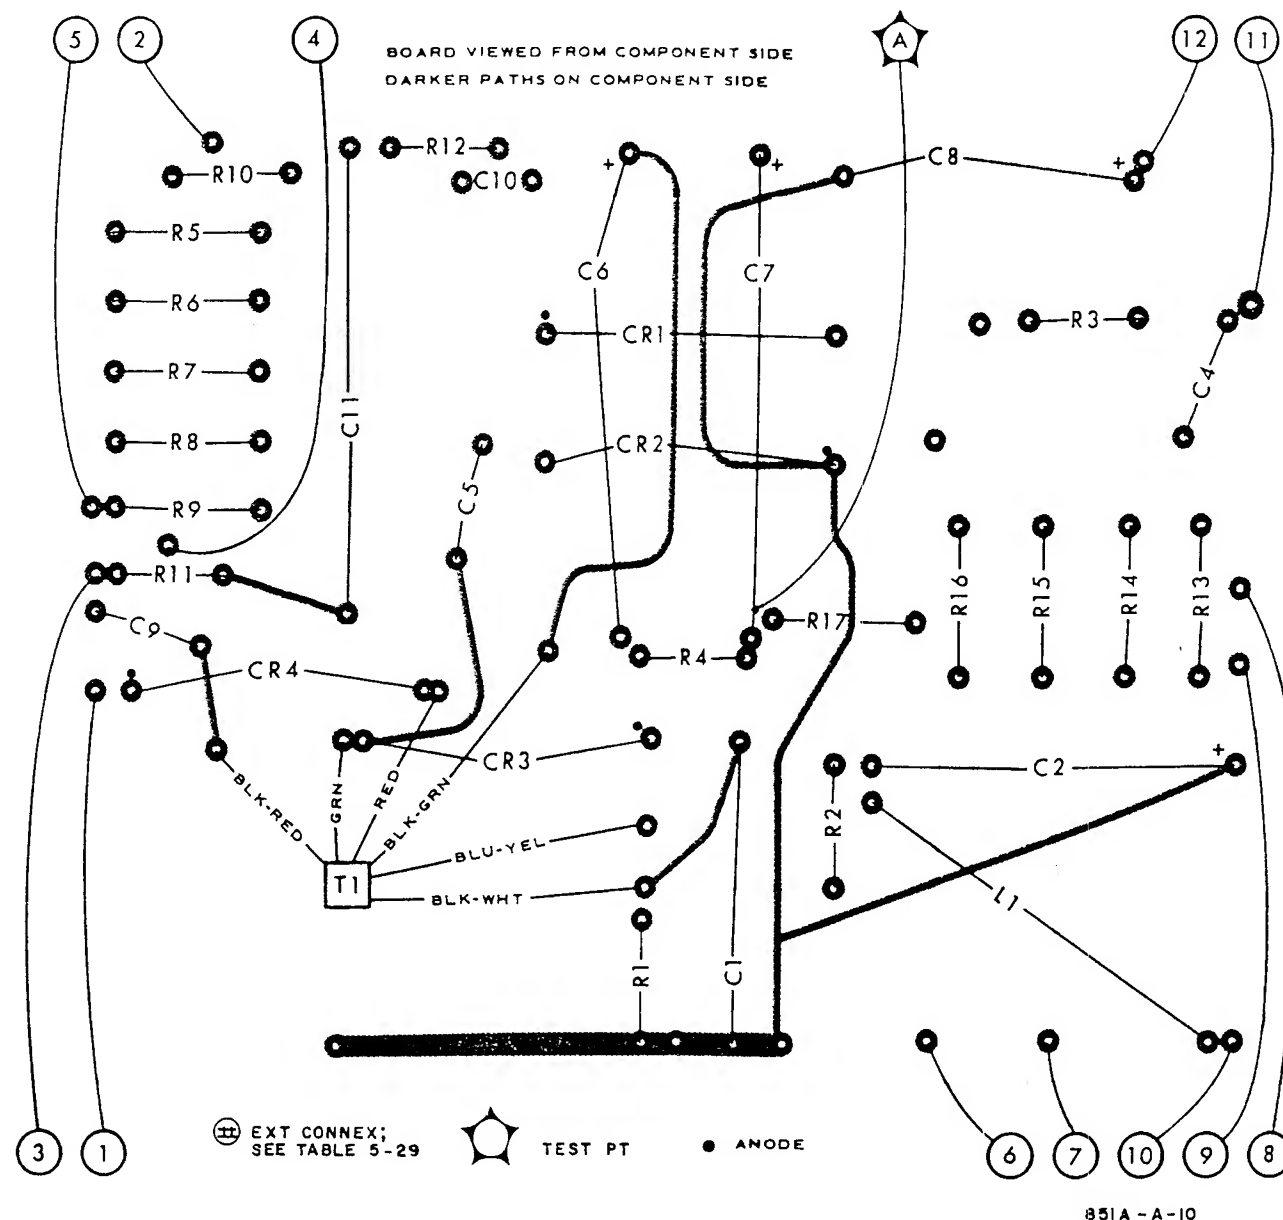 5 2 4 A 12 11
BOARD VIEWED FROM COMPONENT SIDE
DARKER PATHS ON COMPONENT SIDE
R12 C8 +
R10 C10 + +
R5
C6 C7
R6
CR1 R3
R7 C4
C11
R8 CR2
C5
R9
R11 R16 R15 R14 R13
C9 R17
R4
CR4
CR3 C2 +
BLK-RED GRN RED BLK-GRN
R2
BLU-YEL
T1 BLK-WHT L1
R1 C1
EXT CONNEX;
SEE TABLE 5-29
TEST PT
ANODE
3 1 6 7 10 9 8
851A-A-10